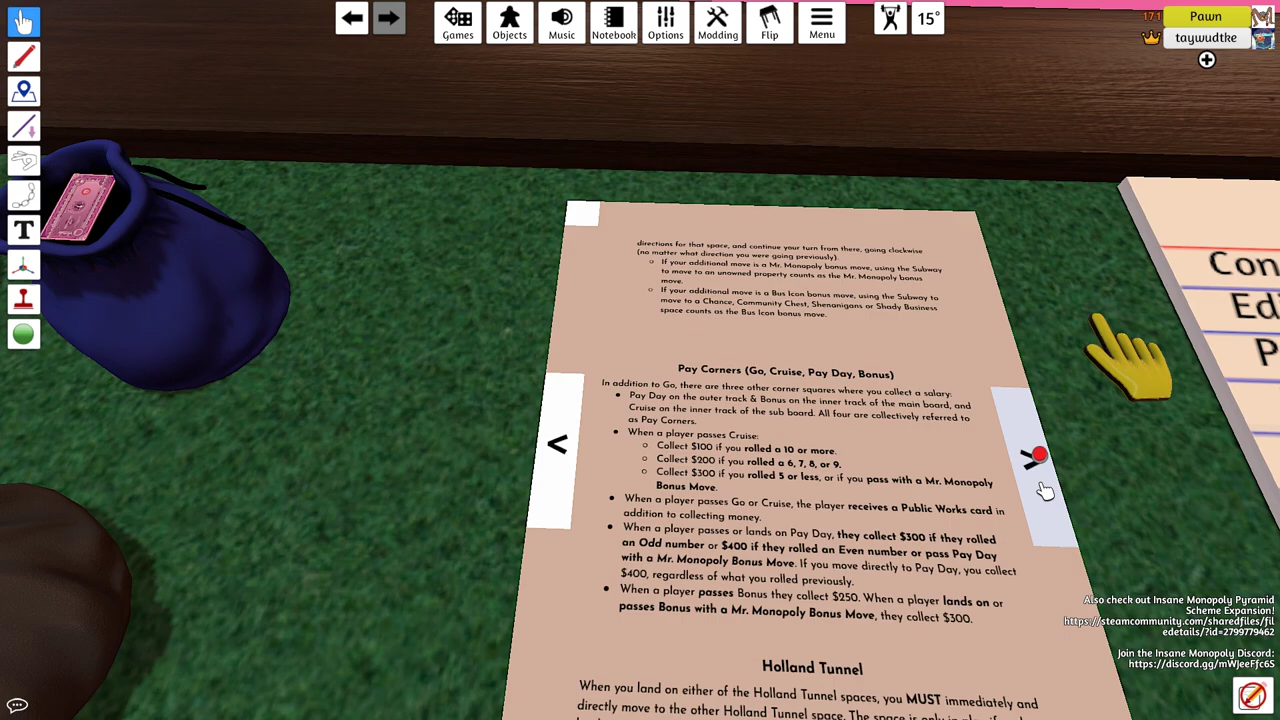 Games
Objects
Music
Notebook
Options
Modding
Flip
Menu
15°
171
Pawn
taywudtke
T
directions for that space, and continue your turn from there, going clockwise
(no matter what direction you were going previously).
If your additional move is a Mr. Monopoly bonus move, using the Subway
to move to an unowned property counts as the Mr. Monopoly bonus
move.
If your additional move is a Bus Icon bonus move, using the Subway to
move to a Chance, Community Chest, Shenanigans or Shady Business
space counts as the Bus Icon bonus move.
Pay Corners (Go, Cruise, Pay Day, Bonus)
In addition to Go, there are three other corner squares where you collect a salary:
Pay Day on the outer track & Bonus on the inner track of the main board, and
Cruise on the inner track of the sub board. All four are collectively referred to
as Pay Corners.
When a player passes Cruise:
Collect $100 if you rolled a 10 or more.
Collect $200 if you rolled a 6, 7, 8, or 9.
Collect $300 if you rolled 5 or less, or if you pass with a Mr. Monopoly
Bonus Move.
When a player passes Go or Cruise, the player receives a Public Works card in
addition to collecting money.
When a player passes or lands on Pay Day, they collect $300 if they rolled
an Odd number or $400 if they rolled an Even number or pass Pay Day
with a Mr. Monopoly Bonus Move. If you move directly to Pay Day, you collect
$400, regardless of what you rolled previously.
When a player passes Bonus they collect $250. When a player lands on or
passes Bonus with a Mr. Monopoly Bonus Move, they collect $300.
Holland Tunnel
When you land on either of the Holland Tunnel spaces, you MUST immediately and
directly move to the other Holland Tunnel space. The space is only in
<
Con
Ed
P
Also check out Insane Monopoly Pyramid
Scheme Expansion!
https://steamcommunity.com/sharedfiles/fil
edetails/?id=2799779462
Join the Insane Monopoly Discord:
https://discord.gg/mWJeeFfc6S